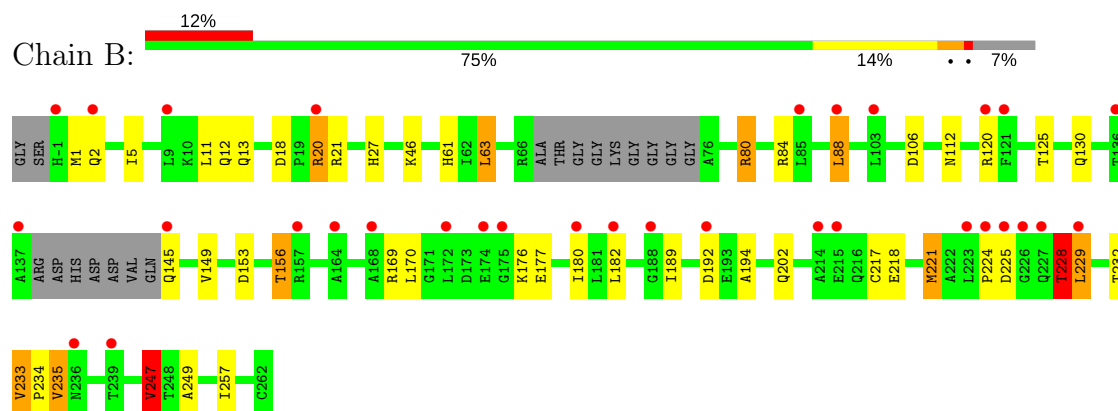 12%
Chain B:
75% 14% • • 7%
GLY SER H-1 M1 Q2 I5 L9 K10 L11 Q12 Q13 D18 P19 R20 R21 H27 K46 H61 I62 L63 R66 ALA THR GLY GLY LYS GLY GLY GLY GLY A76 R80 R84 L85 L88 L103 D106 N112 R120 F121 T125 Q130 T136
A137 ARG ASP HIS ASP ASP VAL GLN Q145 V149 D153 T156 R157 A164 A168 R169 L170 G171 L172 D173 E174 G175 K176 E177 I180 L181 L182 G188 I189 D192 E193 A194 Q202 A214 E215 Q216 C217 E218 M221 A222 L223 P224 D225 G226 Q227 T228 L229 T232
V233 P234 V235 N236 T239 V247 T248 A249 I257 C262